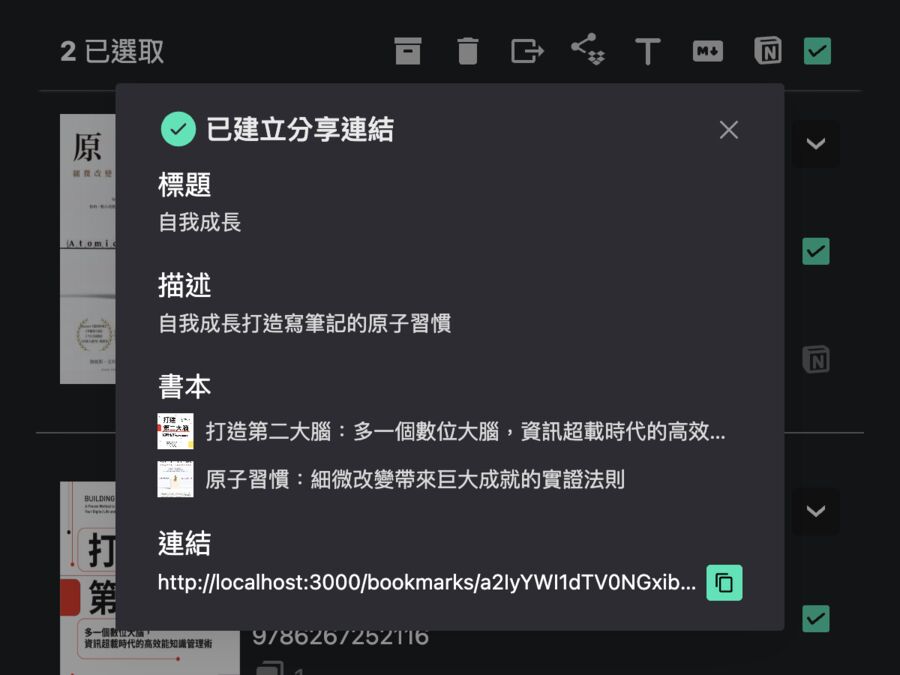 2 已選取
M
N
已建立分享連結
標題
自我成長
描述
自我成長打造寫筆記的原子習慣
書本
打造第二大腦：多一個數位大腦，資訊超載時代的高效...
原子習慣：細微改變帶來巨大成就的實證法則
連結
http://localhost:3000/bookmarks/a2IyYWI1dTV0NGxib...
原
Atomic
N
BUILDING
打
第
多一個數位大腦，
資訊超載時代的高效能知識管理術
9786267252116
1